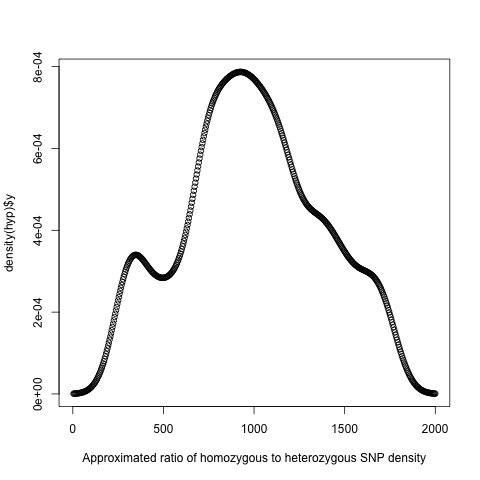 density(hyp)$y
8e-04
6e-04
4e-04
2e-04
0e+00
0 500 1000 1500 2000
Approximated ratio of homozygous to heterozygous SNP density